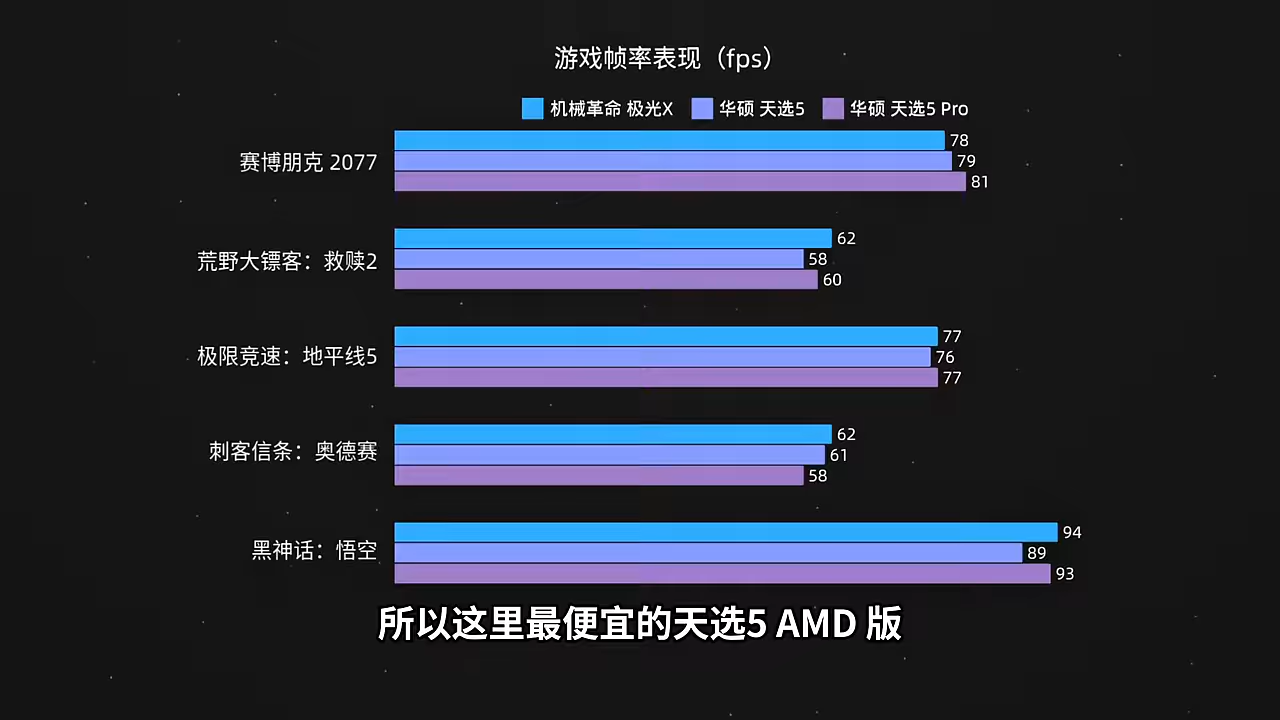 游戏帧率表现（fps）
机械革命 极光X 华硕 天选5 华硕 天选5 Pro
赛博朋克 2077
78
79
81
荒野大镖客：救赎2
62
58
60
极限竞速：地平线5
77
76
77
刺客信条：奥德赛
62
61
58
黑神话：悟空
94
89
93
所以这里最便宜的天选5 AMD 版